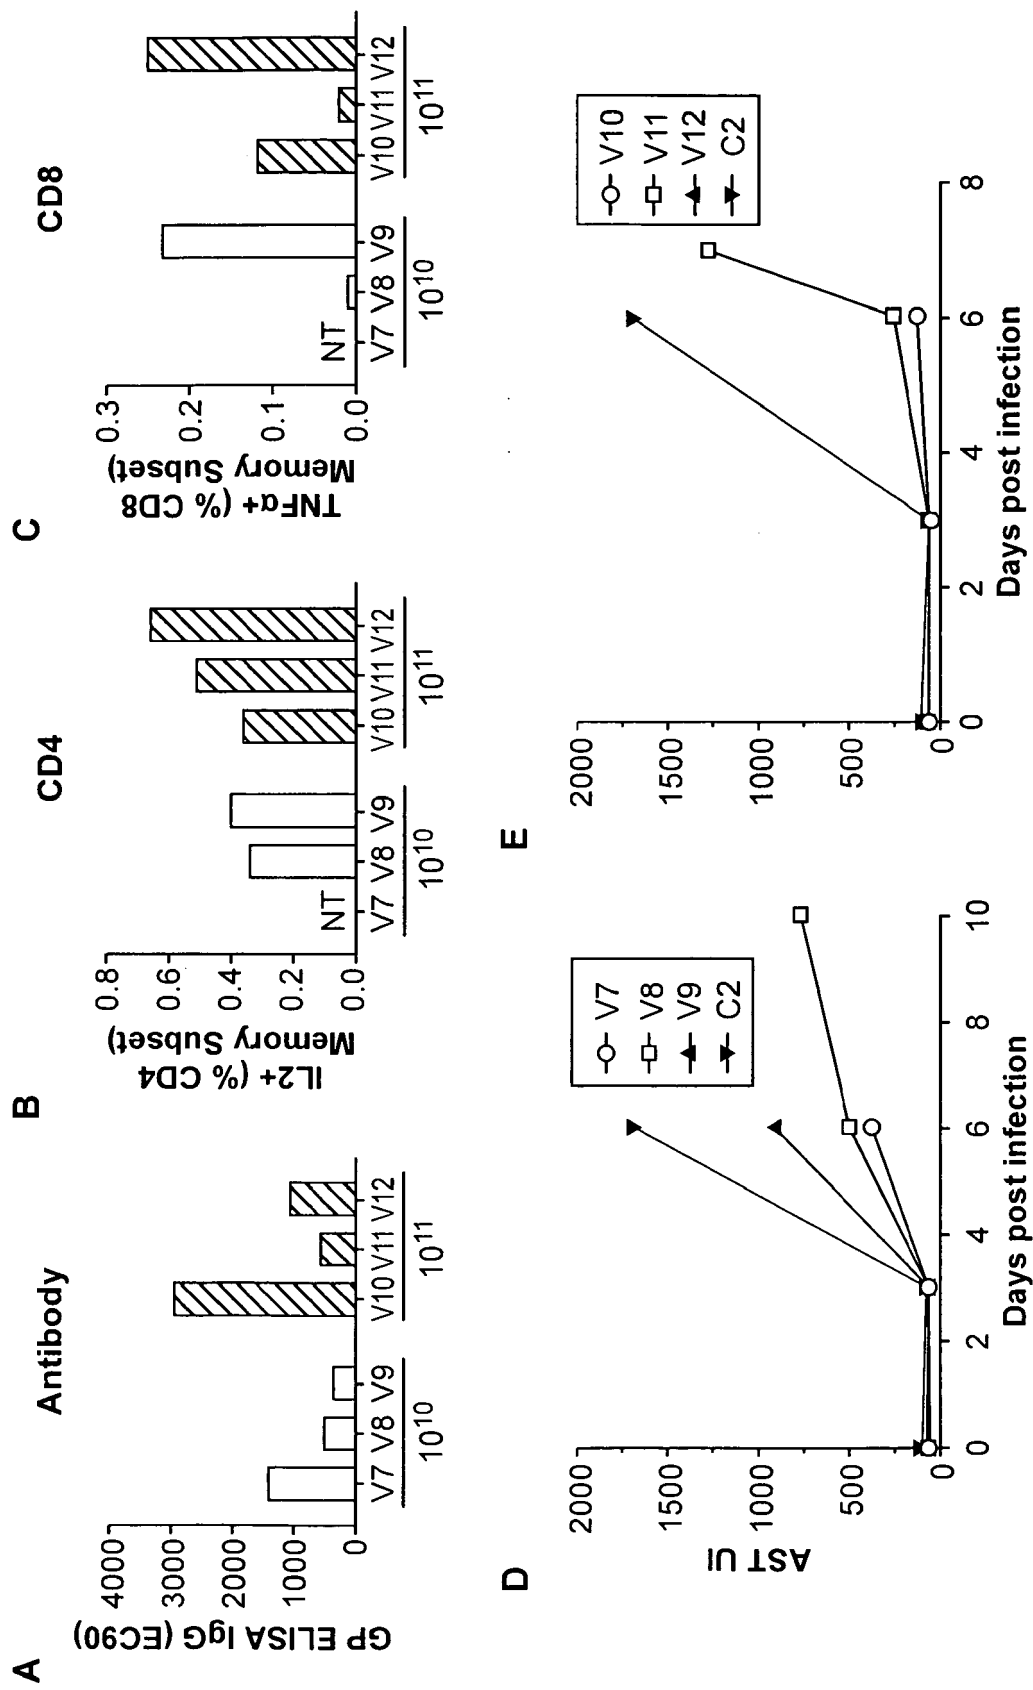 A
Antibody
GP ELISA IgG (EC90)
4000
3000
2000
1000
0
V7 V8 V9
V10 V11 V12
10^10
10^11
B
CD4
IL2+ (% CD4
Memory Subset)
0.8
0.6
0.4
0.2
0.0
NT
V7 V8 V9
V10 V11 V12
10^10
10^11
C
CD8
TNFα+ (% CD8
Memory Subset)
0.3
0.2
0.1
0.0
NT
V7 V8 V9
V10 V11 V12
10^10
10^11
D
AST UI
2000
1500
1000
500
0
0 2 4 6 8 10
Days post infection
V7
V8
V9
C2
E
2000
1500
1000
500
0
0 2 4 6 8
Days post infection
V10
V11
V12
C2